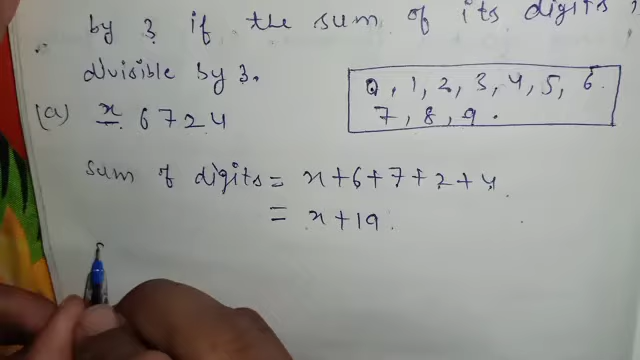 by 3 if the sum of its digits
divisible by 3.
0, 1, 2, 3, 4, 5, 6.
7, 8, 9.
(a) x 6724
Sum of digits = x+6+7+2+4
= x+19.